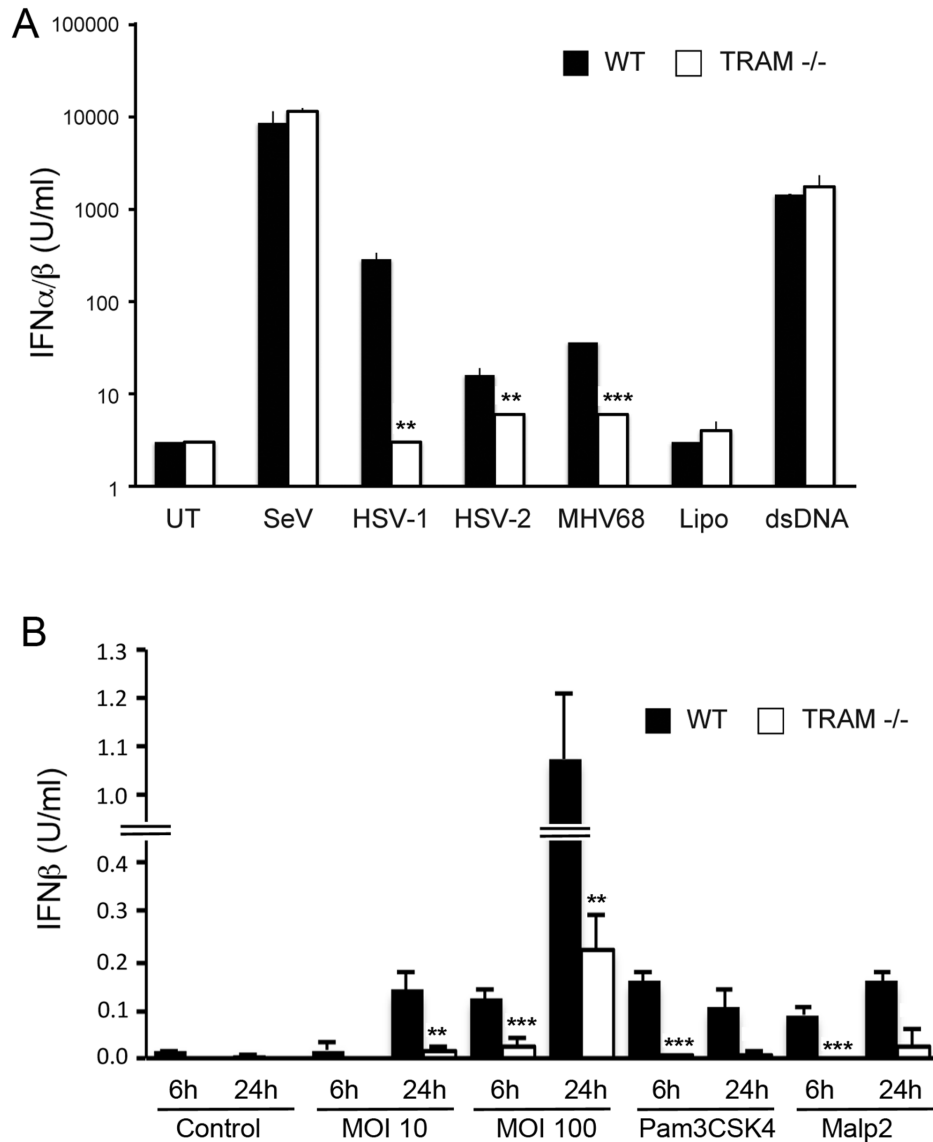 A
100000
10000
1000
100
10
1
IFNα/β (U/ml)
WT TRAM -/-
** ** ***
UT SeV HSV-1 HSV-2 MHV68 Lipo dsDNA
B
1.3
1.2
1.1
1.0
0.4
0.3
0.2
0.1
0.0
IFNβ (U/ml)
WT TRAM -/-
** *** ** *** ***
6h 24h 6h 24h 6h 24h 6h 24h 6h 24h
Control MOI 10 MOI 100 Pam3CSK4 Malp2